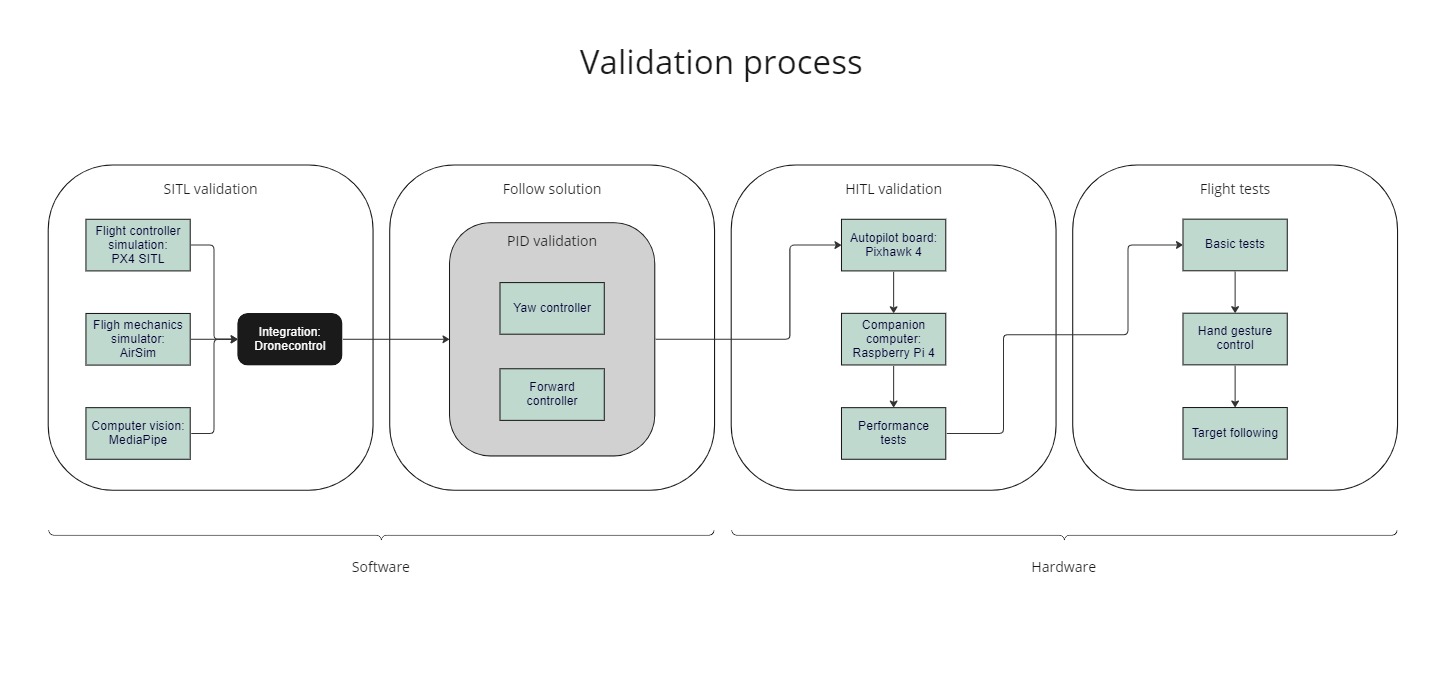 Validation process
SITL validation
Flight controller
simulation:
PX4 SITL
Fligh mechanics
simulator:
AirSim
Computer vision:
MediaPipe
Integration:
Dronecontrol
Follow solution
PID validation
Yaw controller
Forward
controller
HITL validation
Autopilot board:
Pixhawk 4
Companion
computer:
Raspberry Pi 4
Performance
tests
Flight tests
Basic tests
Hand gesture
control
Target following
Software
Hardware